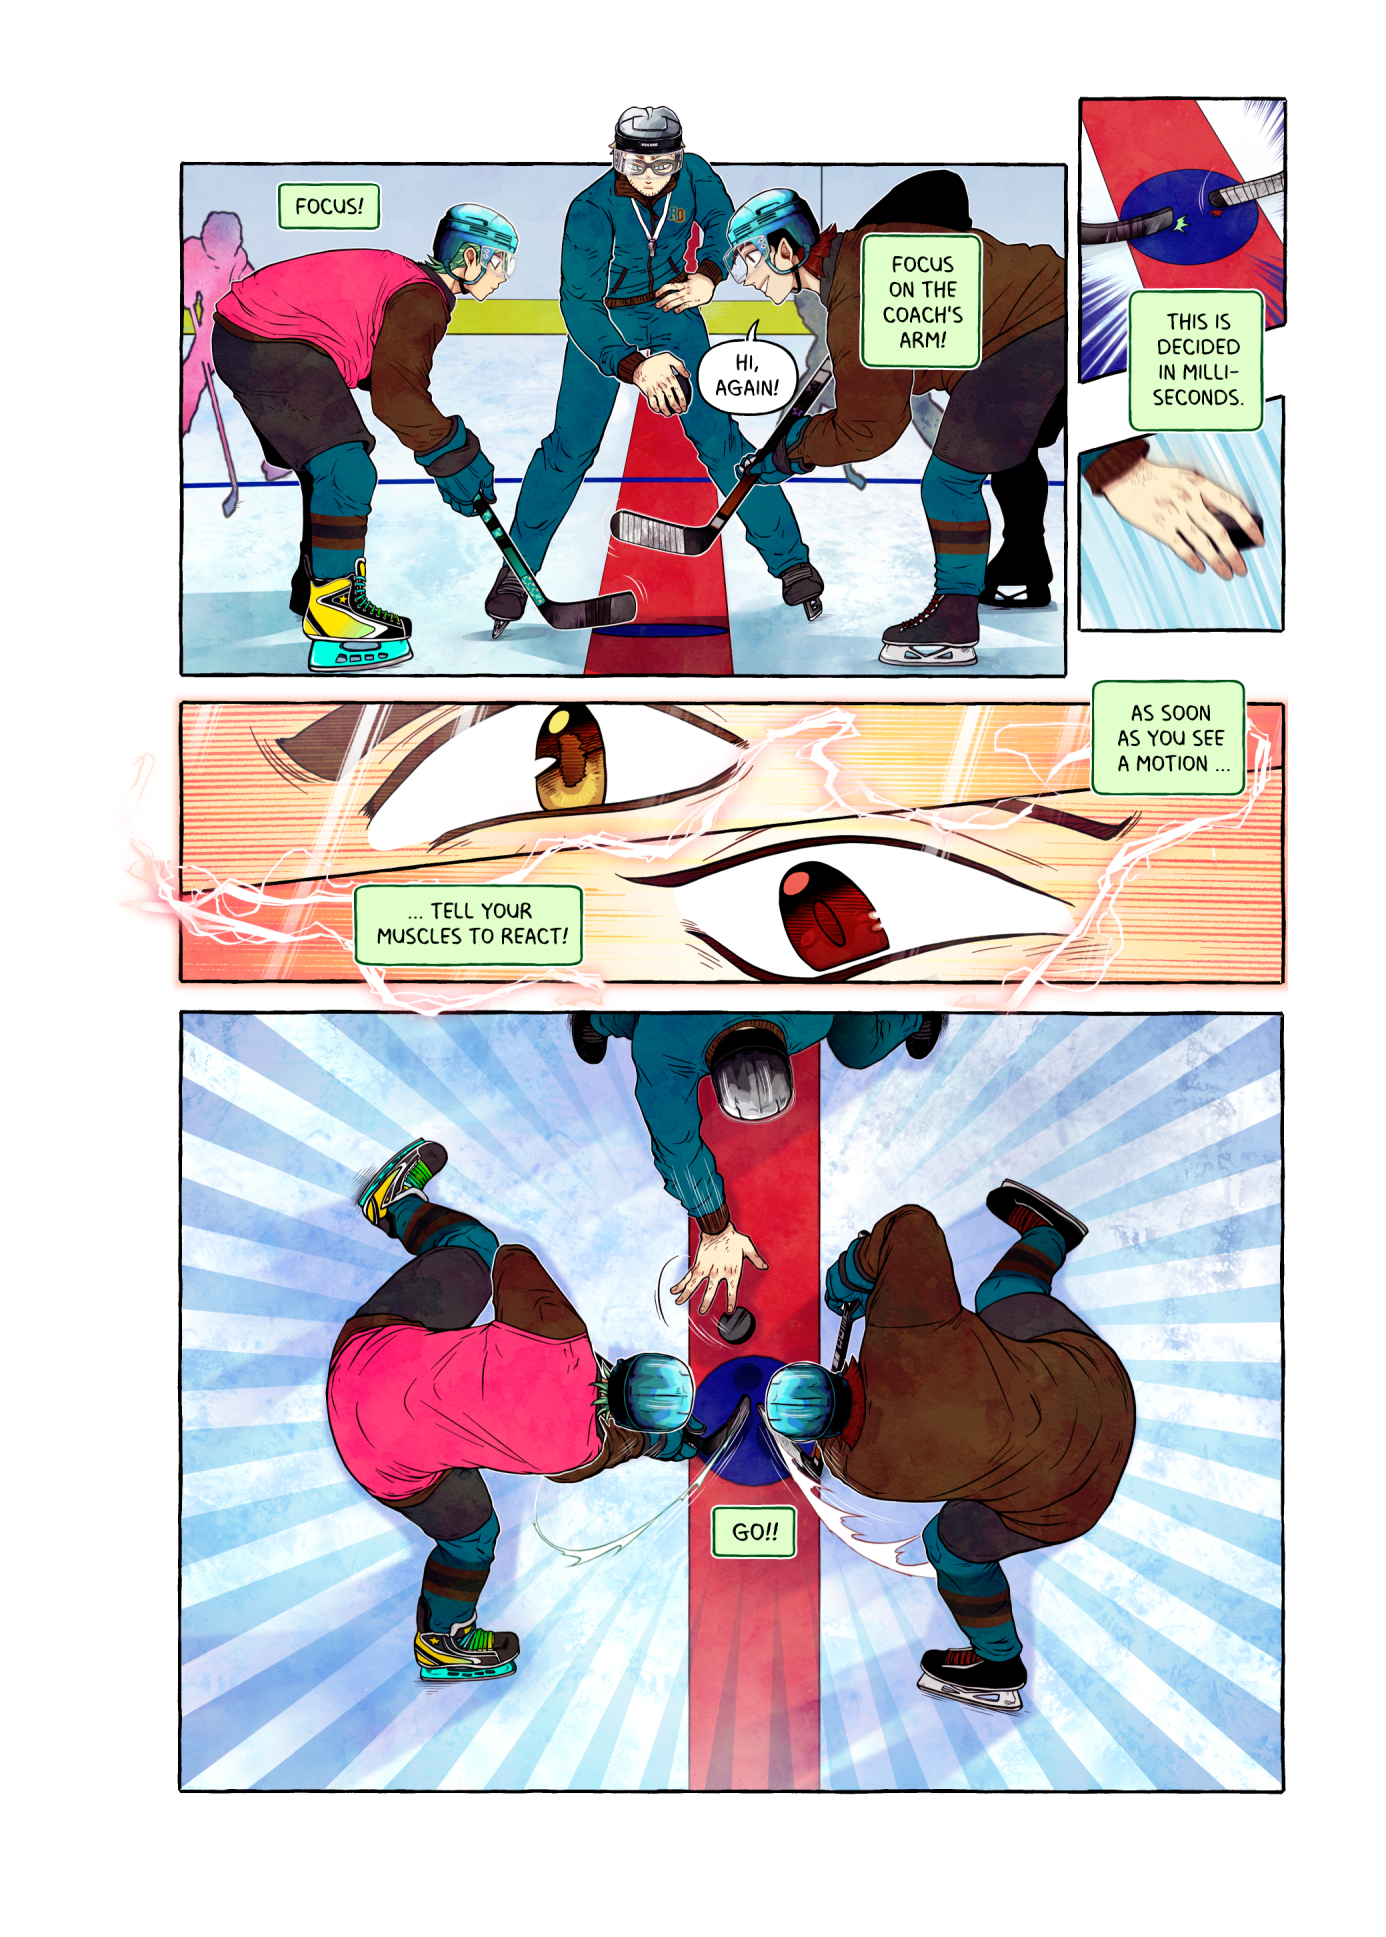 FOCUS!
HI,
AGAIN!
FOCUS
ON THE
COACH'S
ARM!
THIS IS
DECIDED
IN MILLI-
SECONDS.
AS SOON
AS YOU SEE
A MOTION ...
... TELL YOUR
MUSCLES TO REACT!
GO!!